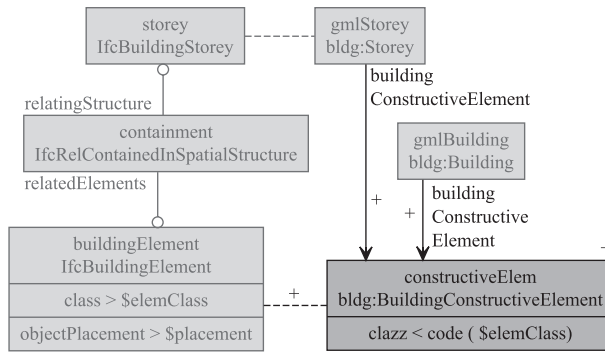 storey
IfcBuildingStorey
gmlStorey
bldg:Storey
building
ConstructiveElement
relatingStructure
containment
IfcRelContainedInSpatialStructure
relatedElements
gmlBuilding
bldg:Building
+
+
building
Constructive
Element
buildingElement
IfcBuildingElement
class > $elemClass
objectPlacement > $placement
+
constructiveElem
bldg:BuildingConstructiveElement
clazz < code ( $elemClass)